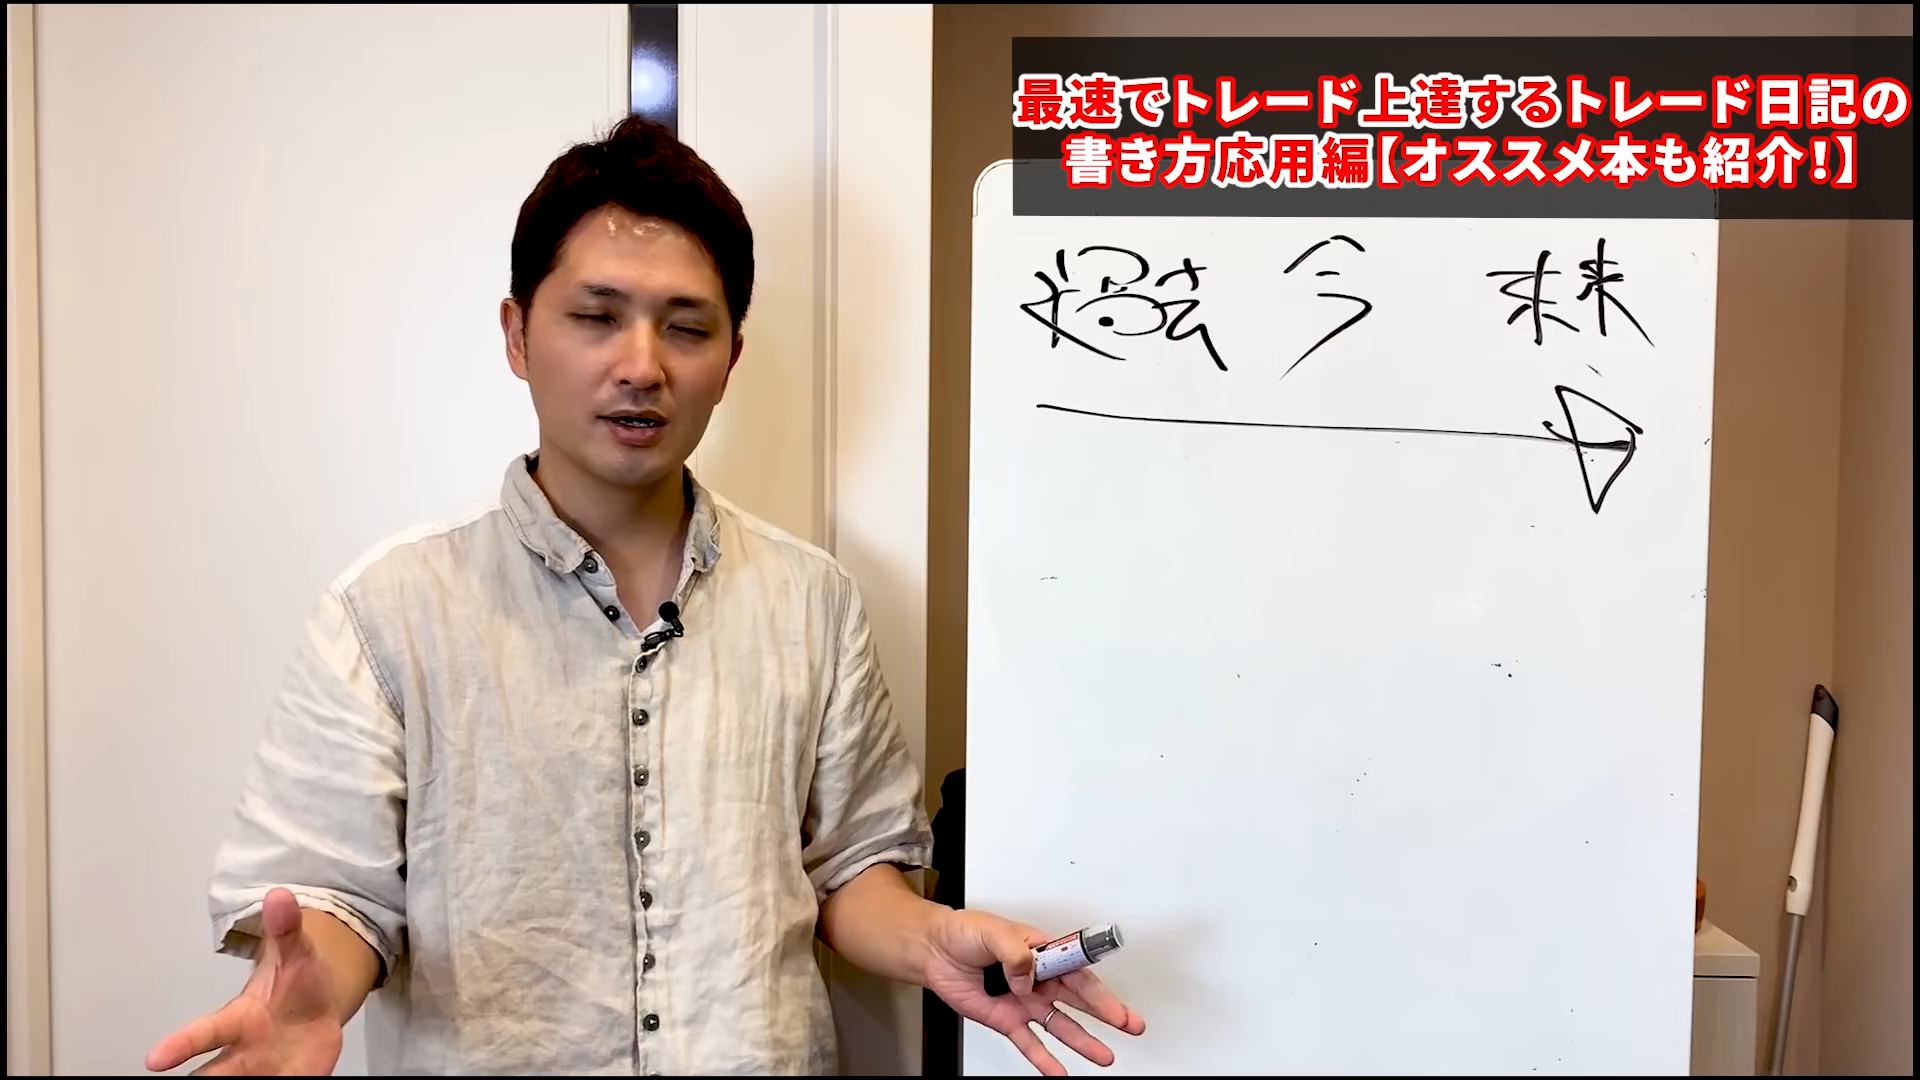 最速でトレード上達するトレード日記の
書き方応用編【オススメ本も紹介!】
過去 今 未来